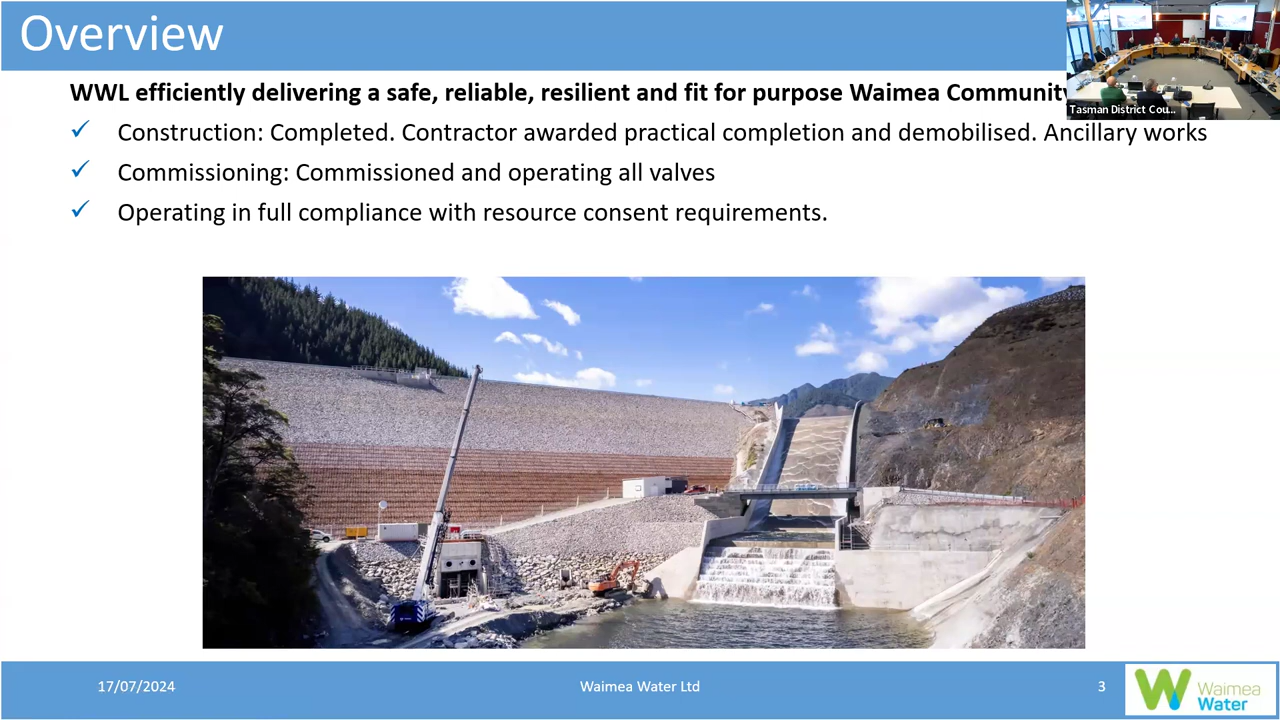 Overview
WWL efficiently delivering a safe, reliable, resilient and fit for purpose Waimea Community
Tasman District Cou...
✓ Construction: Completed. Contractor awarded practical completion and demobilised. Ancillary works
✓ Commissioning: Commissioned and operating all valves
✓ Operating in full compliance with resource consent requirements.
17/07/2024
Waimea Water Ltd
3
Waimea
Water